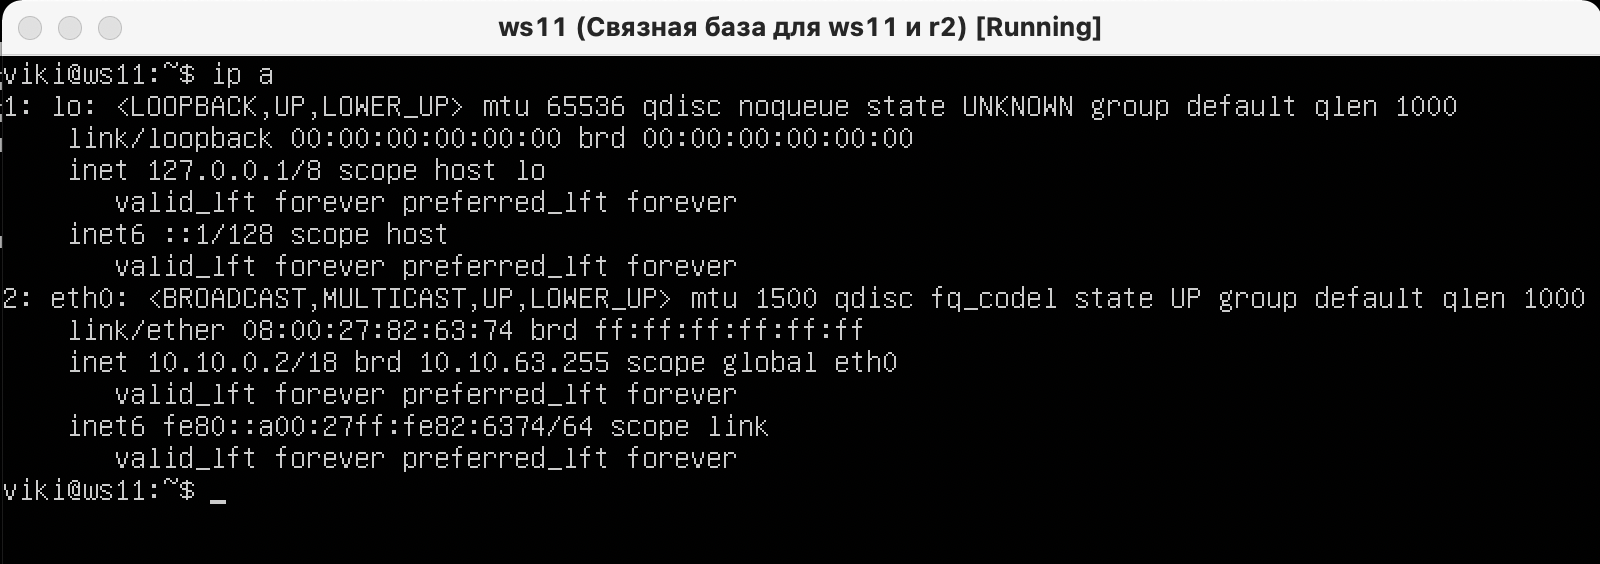 ws11 (Связная база для ws11 и r2) [Running]
viki@ws11:~$ ip a
1: lo: <LOOPBACK,UP,LOWER_UP> mtu 65536 qdisc noqueue state UNKNOWN group default qlen 1000
    link/loopback 00:00:00:00:00:00 brd 00:00:00:00:00:00
    inet 127.0.0.1/8 scope host lo
       valid_lft forever preferred_lft forever
    inet6 ::1/128 scope host
       valid_lft forever preferred_lft forever
2: eth0: <BROADCAST,MULTICAST,UP,LOWER_UP> mtu 1500 qdisc fq_codel state UP group default qlen 1000
    link/ether 08:00:27:82:63:74 brd ff:ff:ff:ff:ff:ff
    inet 10.10.0.2/18 brd 10.10.63.255 scope global eth0
       valid_lft forever preferred_lft forever
    inet6 fe80::a00:27ff:fe82:6374/64 scope link
       valid_lft forever preferred_lft forever
viki@ws11:~$ _